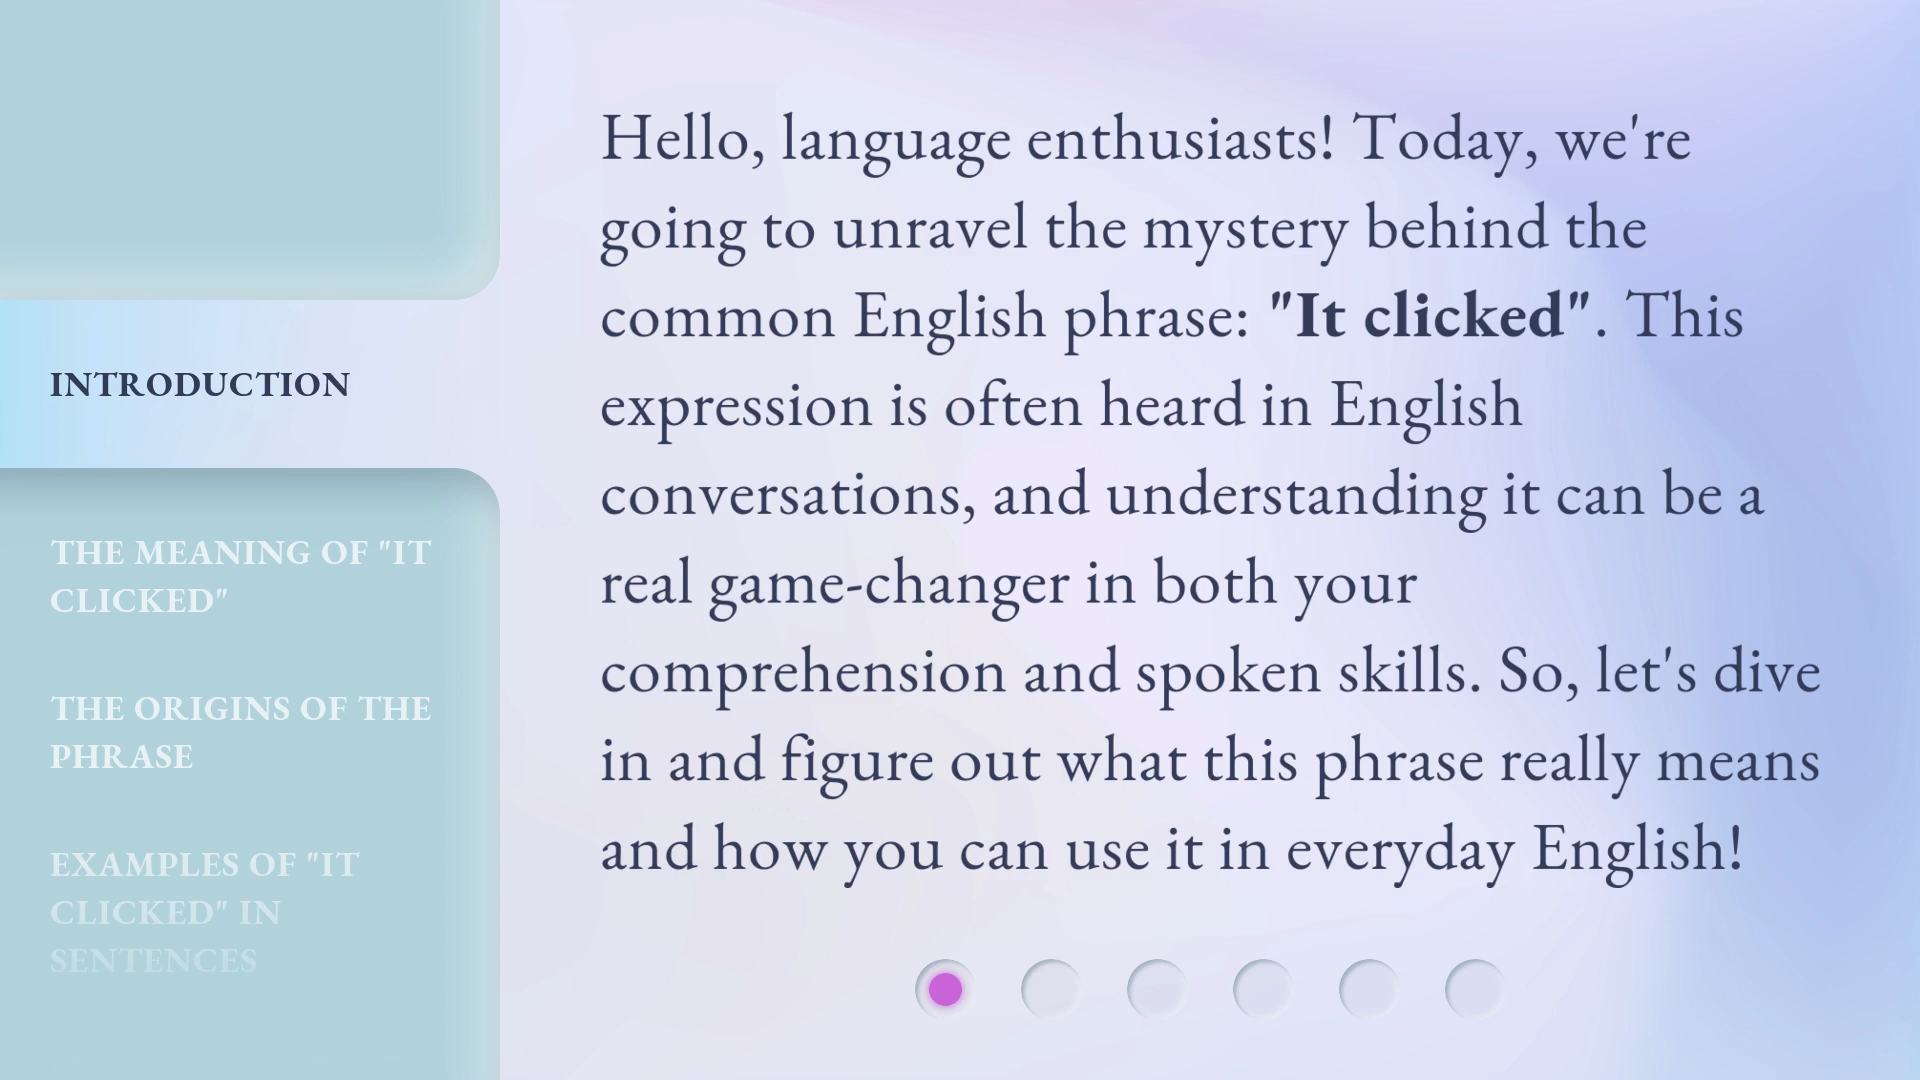 INTRODUCTION
THE MEANING OF "IT
CLICKED"
THE ORIGINS OF THE
PHRASE
EXAMPLES OF "IT
CLICKED" IN
SENTENCES
Hello, language enthusiasts! Today, we're
going to unravel the mystery behind the
common English phrase: "It clicked". This
expression is often heard in English
conversations, and understanding it can be a
real game-changer in both your
comprehension and spoken skills. So, let's dive
in and figure out what this phrase really means
and how you can use it in everyday English!